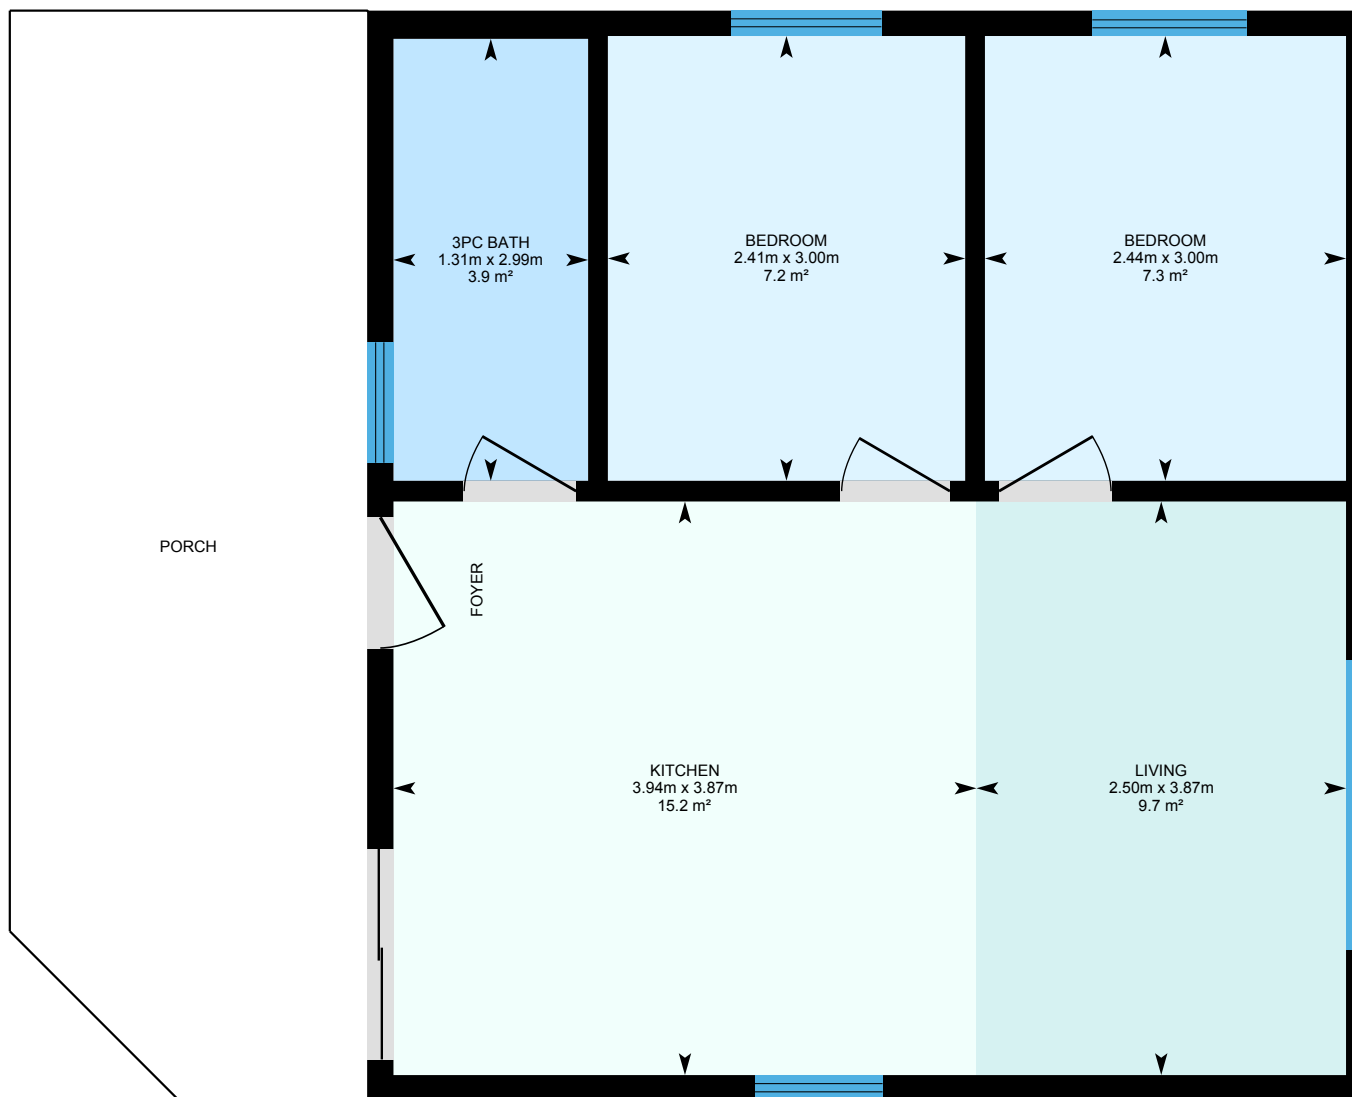 3PC BATH
1.31m x 2.99m
3.9 m²
BEDROOM
2.41m x 3.00m
7.2 m²
BEDROOM
2.44m x 3.00m
7.3 m²
PORCH
FOYER
KITCHEN
3.94m x 3.87m
15.2 m²
LIVING
2.50m x 3.87m
9.7 m²